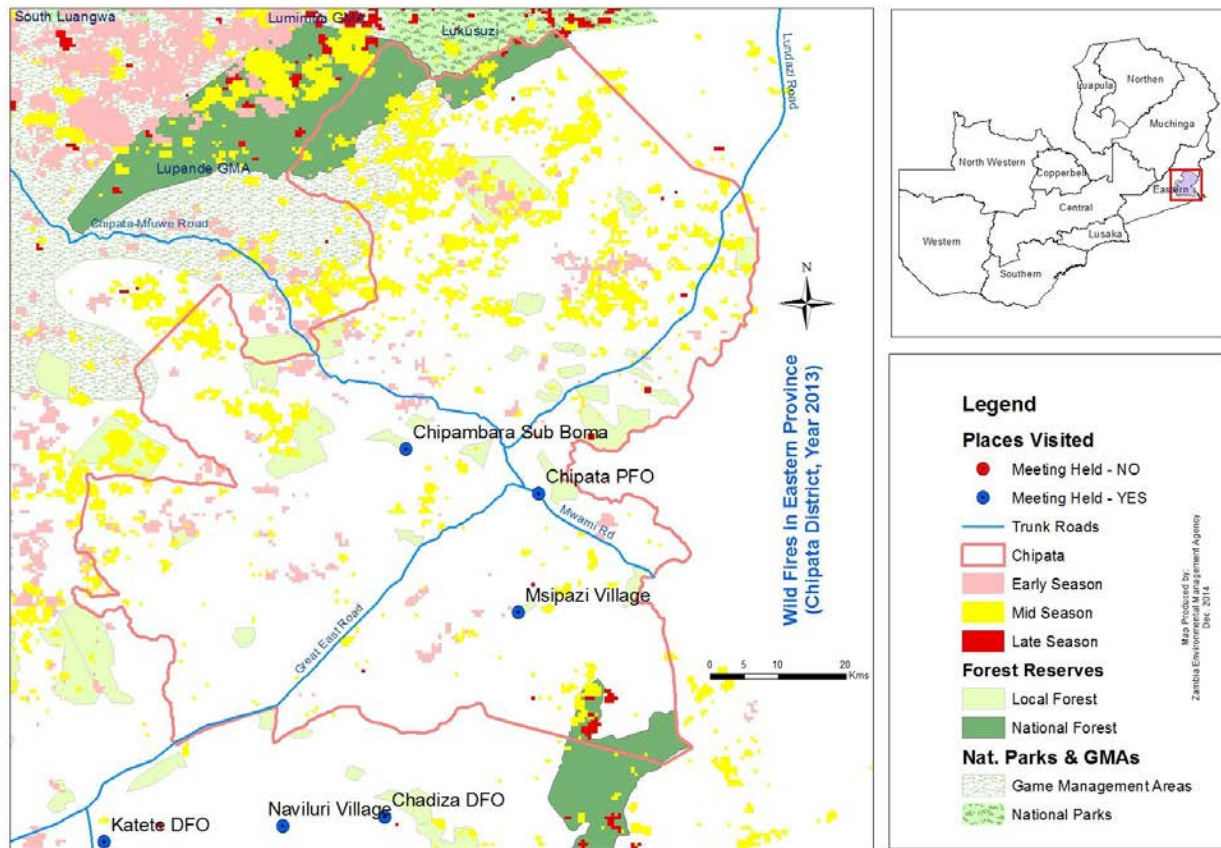 South Luangwa
Lumimba GMA
Lukusuzi
Lundazi Road
Lupande GMA
Chipata-Mfuwe Road
Chipambara Sub Boma
Chipata PFO
Mwami Rd
Msipazi Village
Great East Road
Katete DFO
Naviluri Village
Chadiza DFO
N
Wild Fires in Eastern Province
(Chipata District, Year 2013)
0 10 20
Kms
Luapula
Northen
Muchinga
North Western
Copperbelt
Eastern
Central
Lusaka
Western
Southern
Legend
Places Visited
Meeting Held - NO
Meeting Held - YES
Trunk Roads
Chipata
Early Season
Mid Season
Late Season
Forest Reserves
Local Forest
National Forest
Nat. Parks & GMAs
Game Management Areas
National Parks
Map Produced by:
Zambia Environmental Management Agency
Dec. 2014